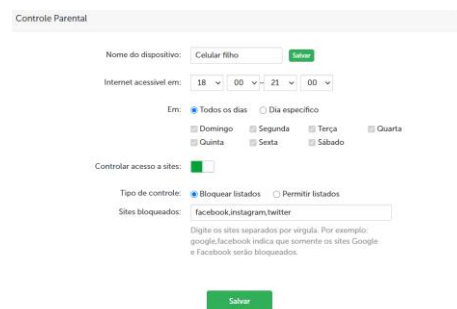 Controle Parental
Nome do dispositivo: Celular filho Salvar
Internet acessível em: 18 00 - 21 00
Em: Todos os dias Dia específico
Domingo Segunda Terça Quarta
Quinta Sexta Sábado
Controlar acesso a sites:
Tipo de controle: Bloquear listados Permitir listados
Sites bloqueados: facebook,instagram,twitter
Digite os sites separados por vírgula. Por exemplo:
google,facebook indica que somente os sites Google
e Facebook serão bloqueados.
Salvar